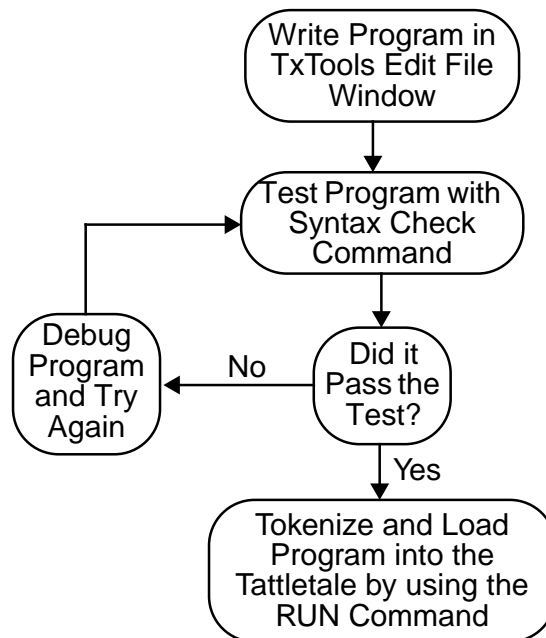 Write Program in
TxTools Edit File
Window
Test Program with
Syntax Check
Command
Did it
Pass the
Test?
No
Debug
Program
and Try
Again
Yes
Tokenize and Load
Program into the
Tattletale by using the
RUN Command